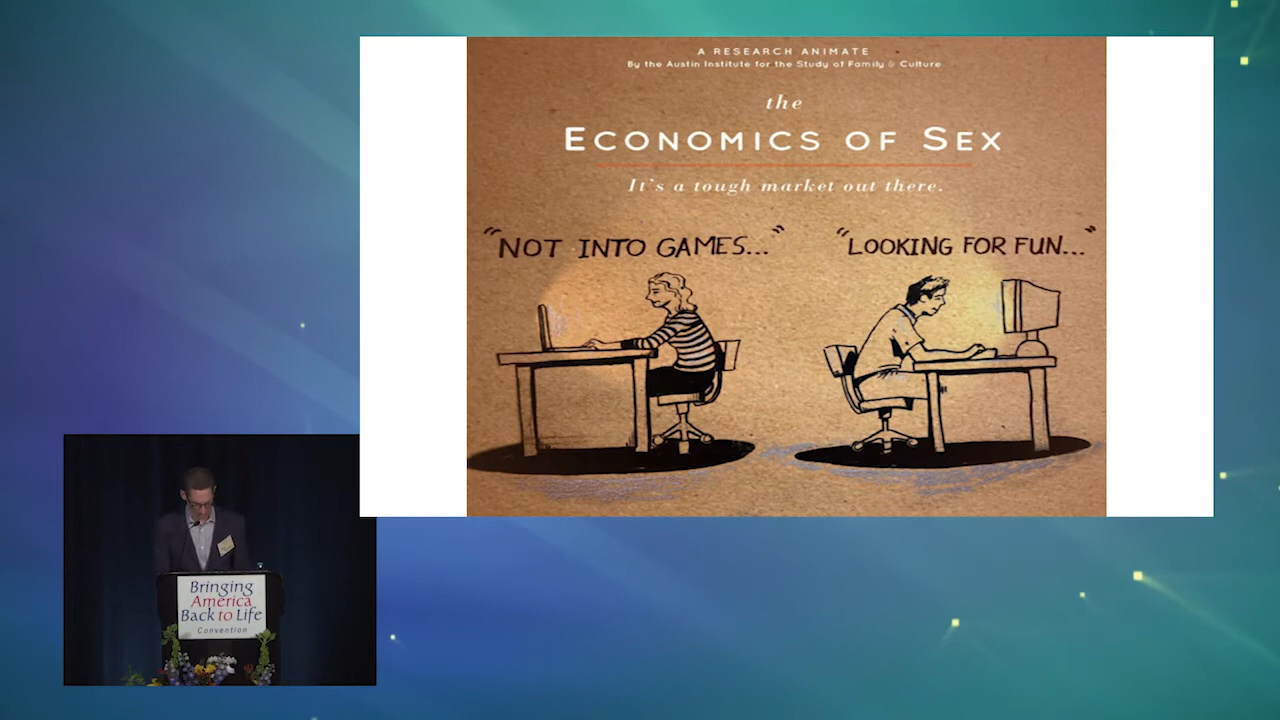 A RESEARCH ANIMATE
By the Austin Institute for the Study of Family & Culture
the
ECONOMICS OF SEX
It's a tough market out there.
"NOT INTO GAMES..."
"LOOKING FOR FUN..."
Bringing
America
Back to Life
Convention